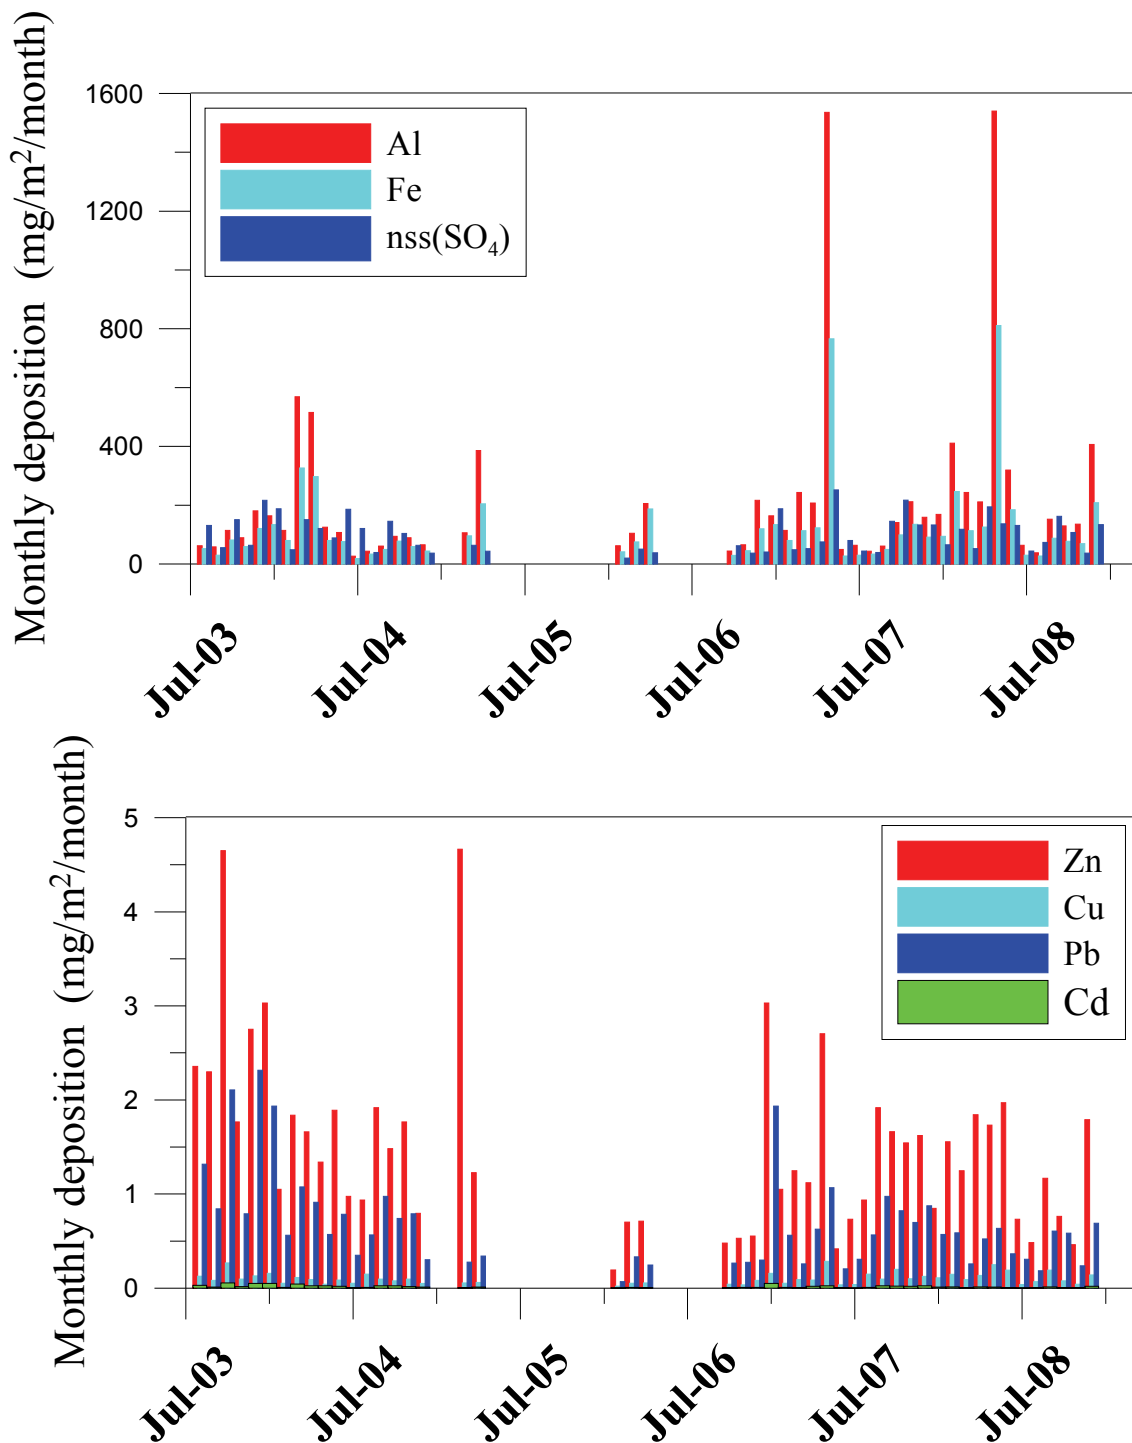 Monthly deposition (mg/m²/month)
1600
1200
800
400
0
Al
Fe
nss(SO₄)
Jul-03
Jul-04
Jul-05
Jul-06
Jul-07
Jul-08
Monthly deposition (mg/m²/month)
5
4
3
2
1
0
Zn
Cu
Pb
Cd
Jul-03
Jul-04
Jul-05
Jul-06
Jul-07
Jul-08